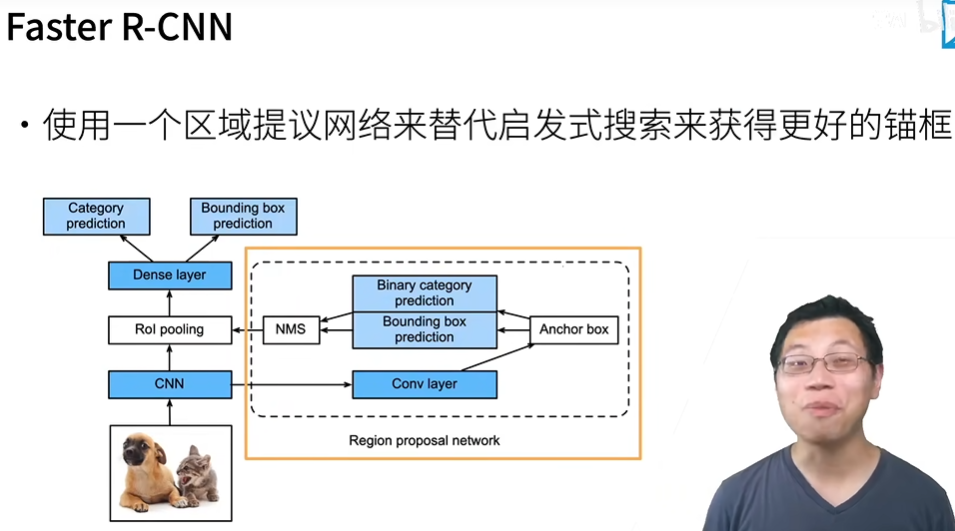 Faster R-CNN
• 使用一个区域提议网络来替代启发式搜索来获得更好的锚框
Category
prediction
Bounding box
prediction
Dense layer
RoI pooling
CNN
NMS
Binary category
prediction
Bounding box
prediction
Anchor box
Conv layer
Region proposal network